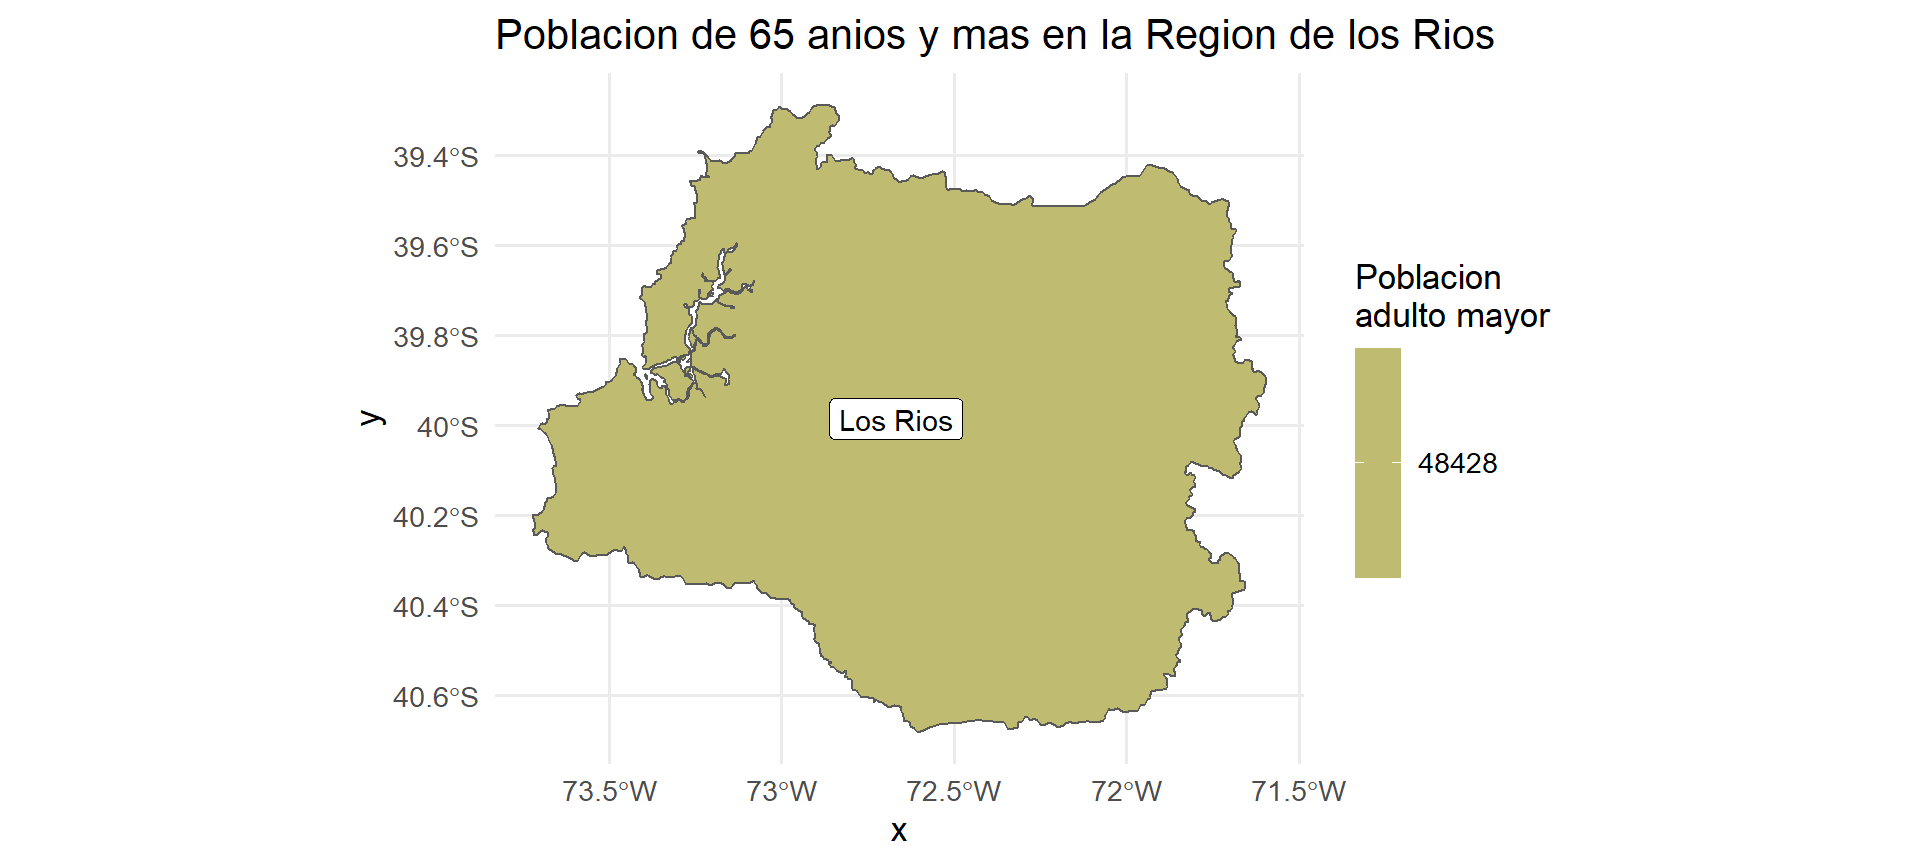 Poblacion de 65 anios y mas en la Region de los Rios
39.4°S
39.6°S
39.8°S
40°S
40.2°S
40.4°S
40.6°S
y
Los Rios
73.5°W
73°W
72.5°W
72°W
71.5°W
x
Poblacion
adulto mayor
48428